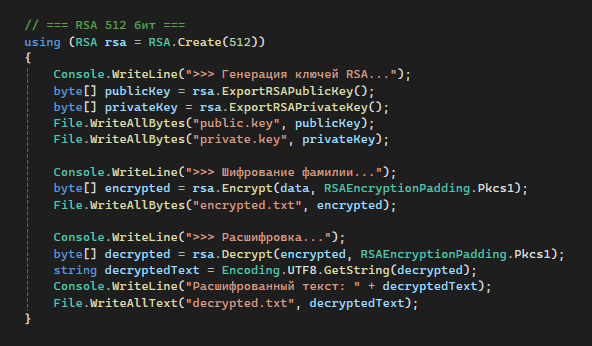 // === RSA 512 бит ===
using (RSA rsa = RSA.Create(512))
{
    Console.WriteLine(">>> Генерация ключей RSA...");
    byte[] publicKey = rsa.ExportRSAPublicKey();
    byte[] privateKey = rsa.ExportRSAPrivateKey();
    File.WriteAllBytes("public.key", publicKey);
    File.WriteAllBytes("private.key", privateKey);

    Console.WriteLine(">>> Шифрование фамилии...");
    byte[] encrypted = rsa.Encrypt(data, RSAEncryptionPadding.Pkcs1);
    File.WriteAllBytes("encrypted.txt", encrypted);

    Console.WriteLine(">>> Расшифровка...");
    byte[] decrypted = rsa.Decrypt(encrypted, RSAEncryptionPadding.Pkcs1);
    string decryptedText = Encoding.UTF8.GetString(decrypted);
    Console.WriteLine("Расшифрованный текст: " + decryptedText);
    File.WriteAllText("decrypted.txt", decryptedText);
}